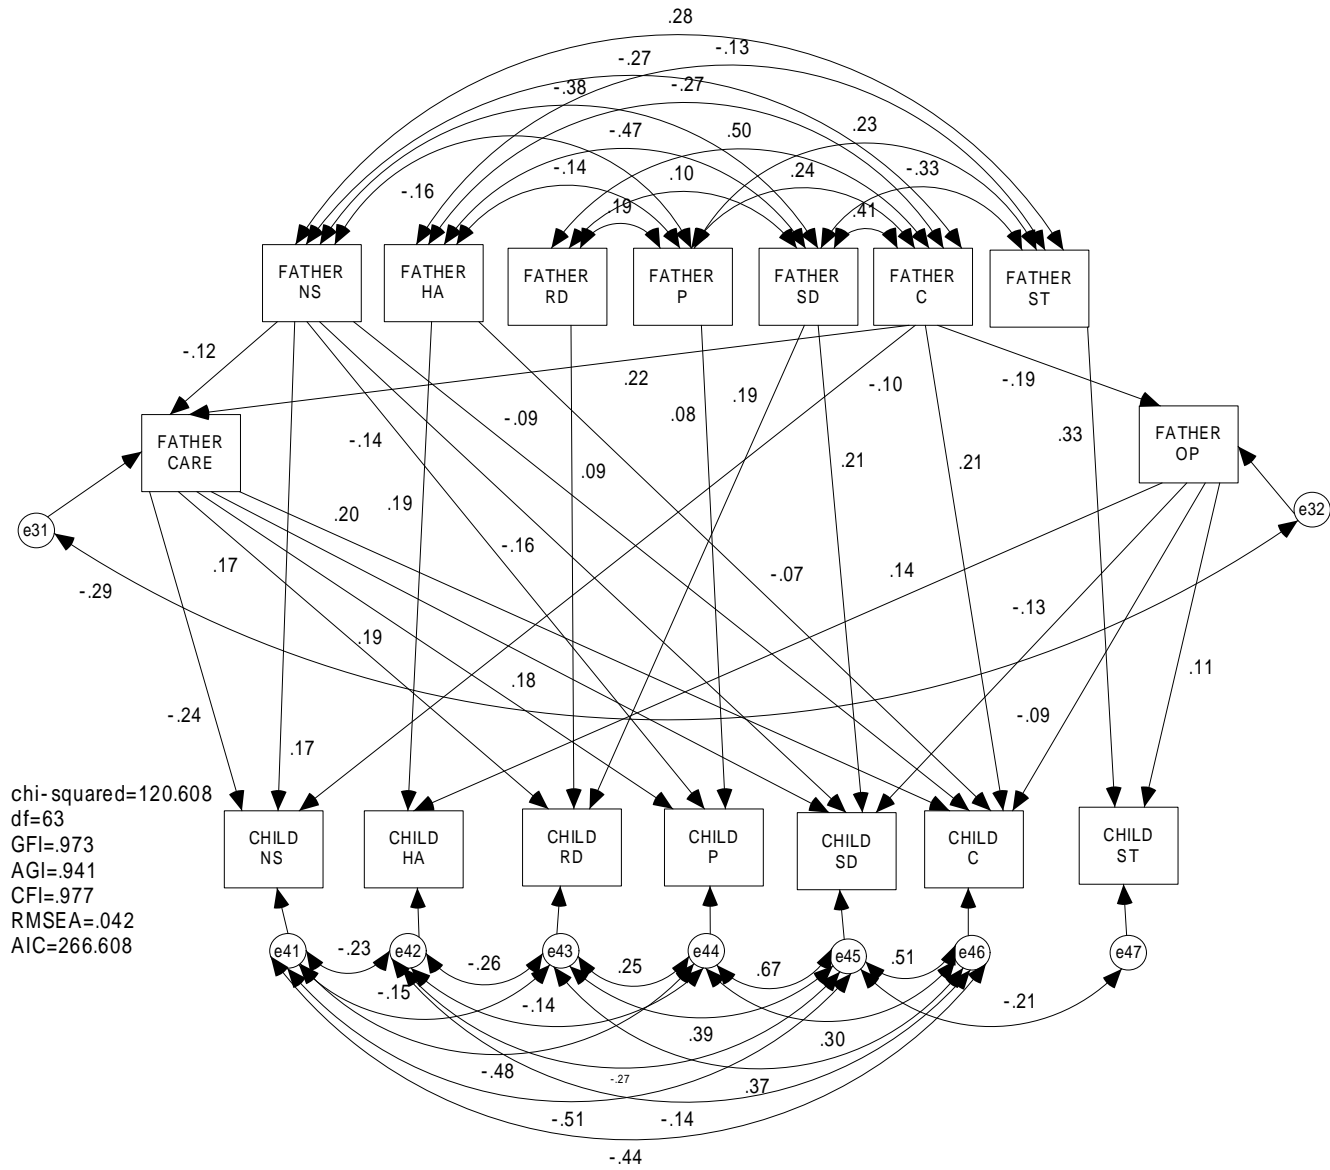 .28
-.13
-.27
-.38
-.27
-.47
.50
.23
-.14
.10
.24
-.33
-.16
.19
.41
FATHER
NS
FATHER
HA
FATHER
RD
FATHER
P
FATHER
SD
FATHER
C
FATHER
ST
-.12
.22
-.10
-.19
FATHER
CARE
FATHER
OP
-.14
-.09
.08
.19
.33
.09
.21
.21
e31
.20
.19
e32
.17
-.16
-.07
.14
-.29
-.13
.19
.18
.11
-.24
-.09
.17
chi-squared=120.608
df=63
GFI=.973
AGI=.941
CFI=.977
RMSEA=.042
AIC=266.608
CHILD
NS
CHILD
HA
CHILD
RD
CHILD
P
CHILD
SD
CHILD
C
CHILD
ST
e41
-.23
e42
-.26
e43
.25
e44
.67
e45
.51
e46
e47
-.15
-.14
.39
.30
-.21
-.48
-.27
.37
-.51
-.14
-.44